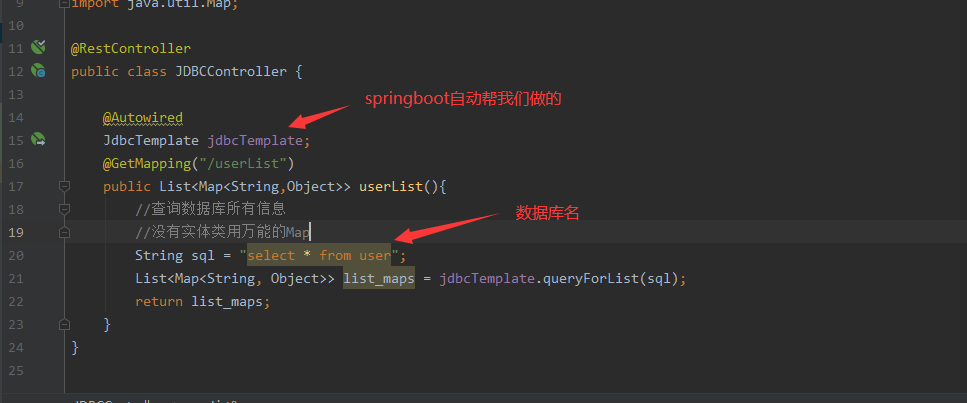 9 import java.util.Map;
10
11 @RestController
12 public class JDBCController {
13
springboot自动帮我们做的
14 @Autowired
15 JdbcTemplate jdbcTemplate;
16 @GetMapping("/userList")
17 public List<Map<String,Object>> userList(){
18 //查询数据库所有信息
数据库名
19 //没有实体类用万能的Map
20 String sql = "select * from user";
21 List<Map<String, Object>> list_maps = jdbcTemplate.queryForList(sql);
22 return list_maps;
23 }
24 }
25